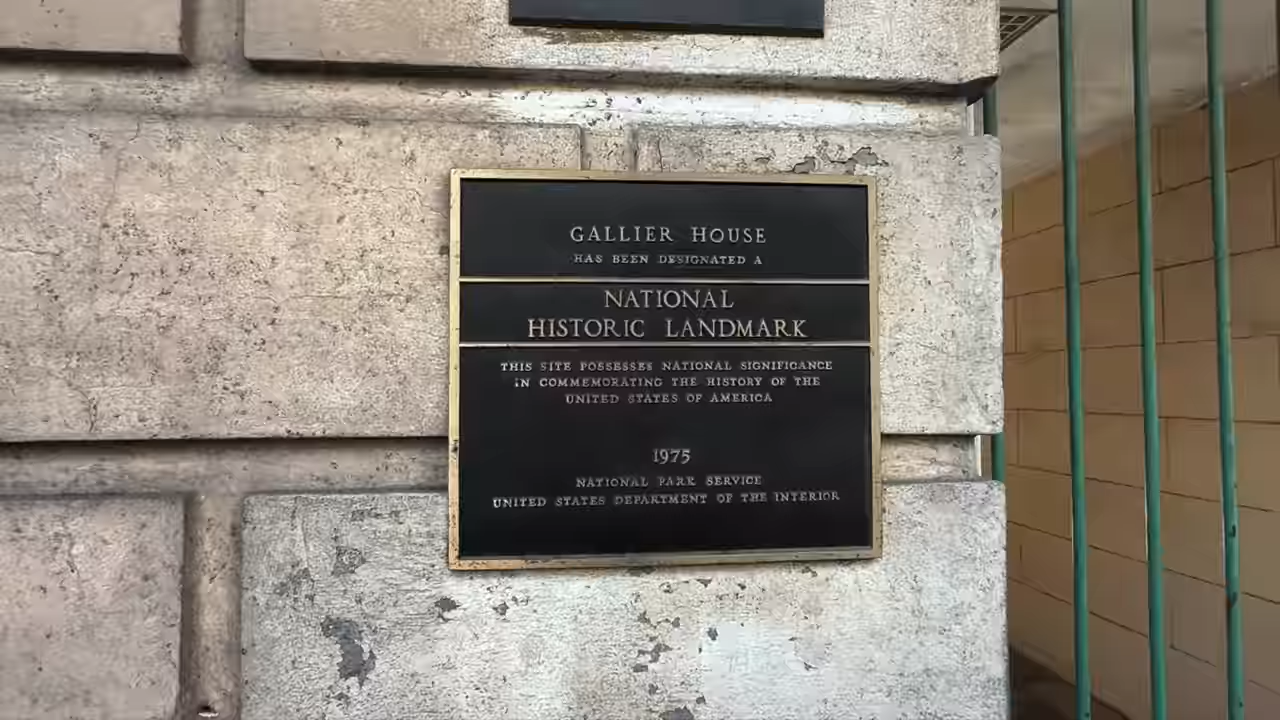 GALLIER HOUSE
HAS BEEN DESIGNATED A
NATIONAL
HISTORIC LANDMARK
THIS SITE POSSESSES NATIONAL SIGNIFICANCE
IN COMMEMORATING THE HISTORY OF THE
UNITED STATES OF AMERICA
1975
NATIONAL PARK SERVICE
UNITED STATES DEPARTMENT OF THE INTERIOR